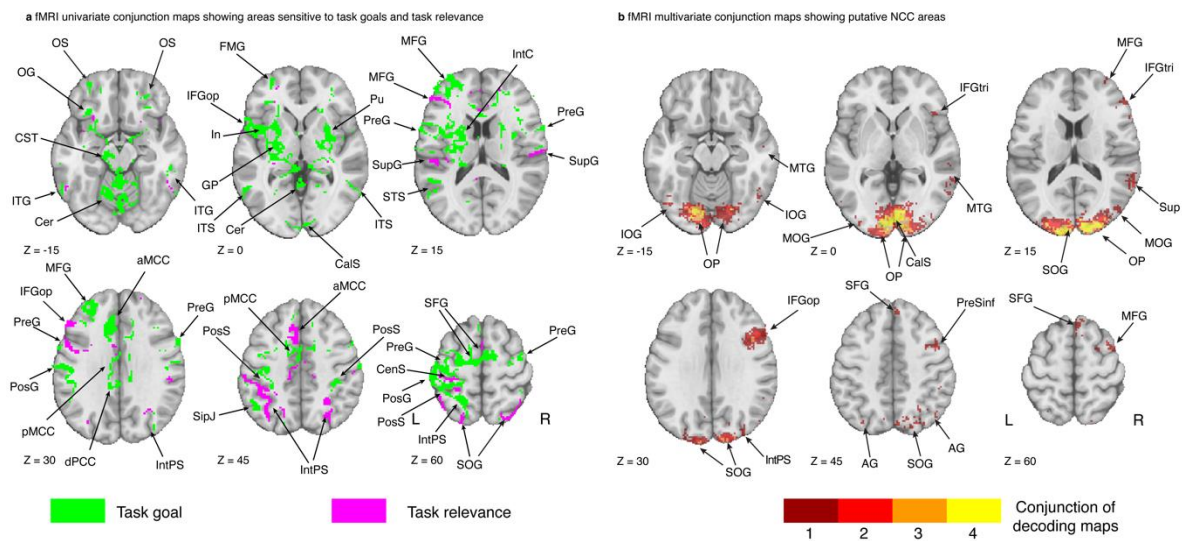 a fMRI univariate conjunction maps showing areas sensitive to task goals and task relevance
OS
OS
OG
CST
ITG
Cer
ITG
Z = -15
FMG
IFGop
In
GP
ITS
Cer
Pu
ITS
CalS
Z = 0
MFG
MFG
PreG
SupG
STS
IntC
PreG
SupG
Z = 15
MFG
IFGop
PreG
PosG
pMCC
dPCC
aMCC
PreG
IntPS
Z = 30
aMCC
pMCC
PosS
PosS
SipJ
IntPS
Z = 45
SFG
PreG
PreG
CenS
PosG
PosS
L
R
IntPS
SOG
Z = 60
Task goal
Task relevance
b fMRI multivariate conjunction maps showing putative NCC areas
MTG
IOG
IOG
OP
Z = -15
IFGtri
MTG
MOG
CalS
OP
Z = 0
MFG
IFGtri
Sup
MOG
OP
SOG
Z = 15
IFGop
IntPS
SOG
Z = 30
SFG
PreSinf
AG
AG
SOG
Z = 45
SFG
MFG
L
R
Z = 60
1 2 3 4
Conjunction of
decoding maps